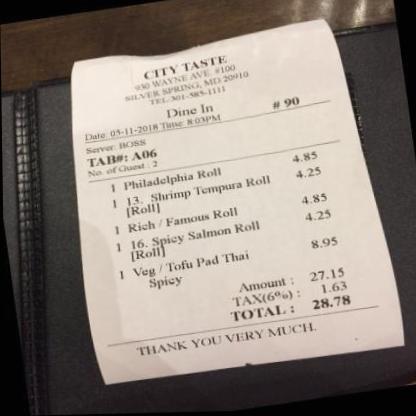 CITY TASTE
930 WAYNE AVE. #100
SILVER SPRING, MD 20910
TEL:301-585-1111
Dine In
# 90
Date: 05-11-2018 Time: 8:03PM
Server: BOSS
TAB#: A06
No. of Guest : 2
1 Philadelphia Roll 4.85
1 13. Shrimp Tempura Roll 4.25
[Roll]
1 Rich / Famous Roll 4.85
1 16. Spicy Salmon Roll 4.25
[Roll]
1 Veg / Tofu Pad Thai 8.95
Spicy
Amount : 27.15
TAX(6%) : 1.63
TOTAL : 28.78
THANK YOU VERY MUCH.